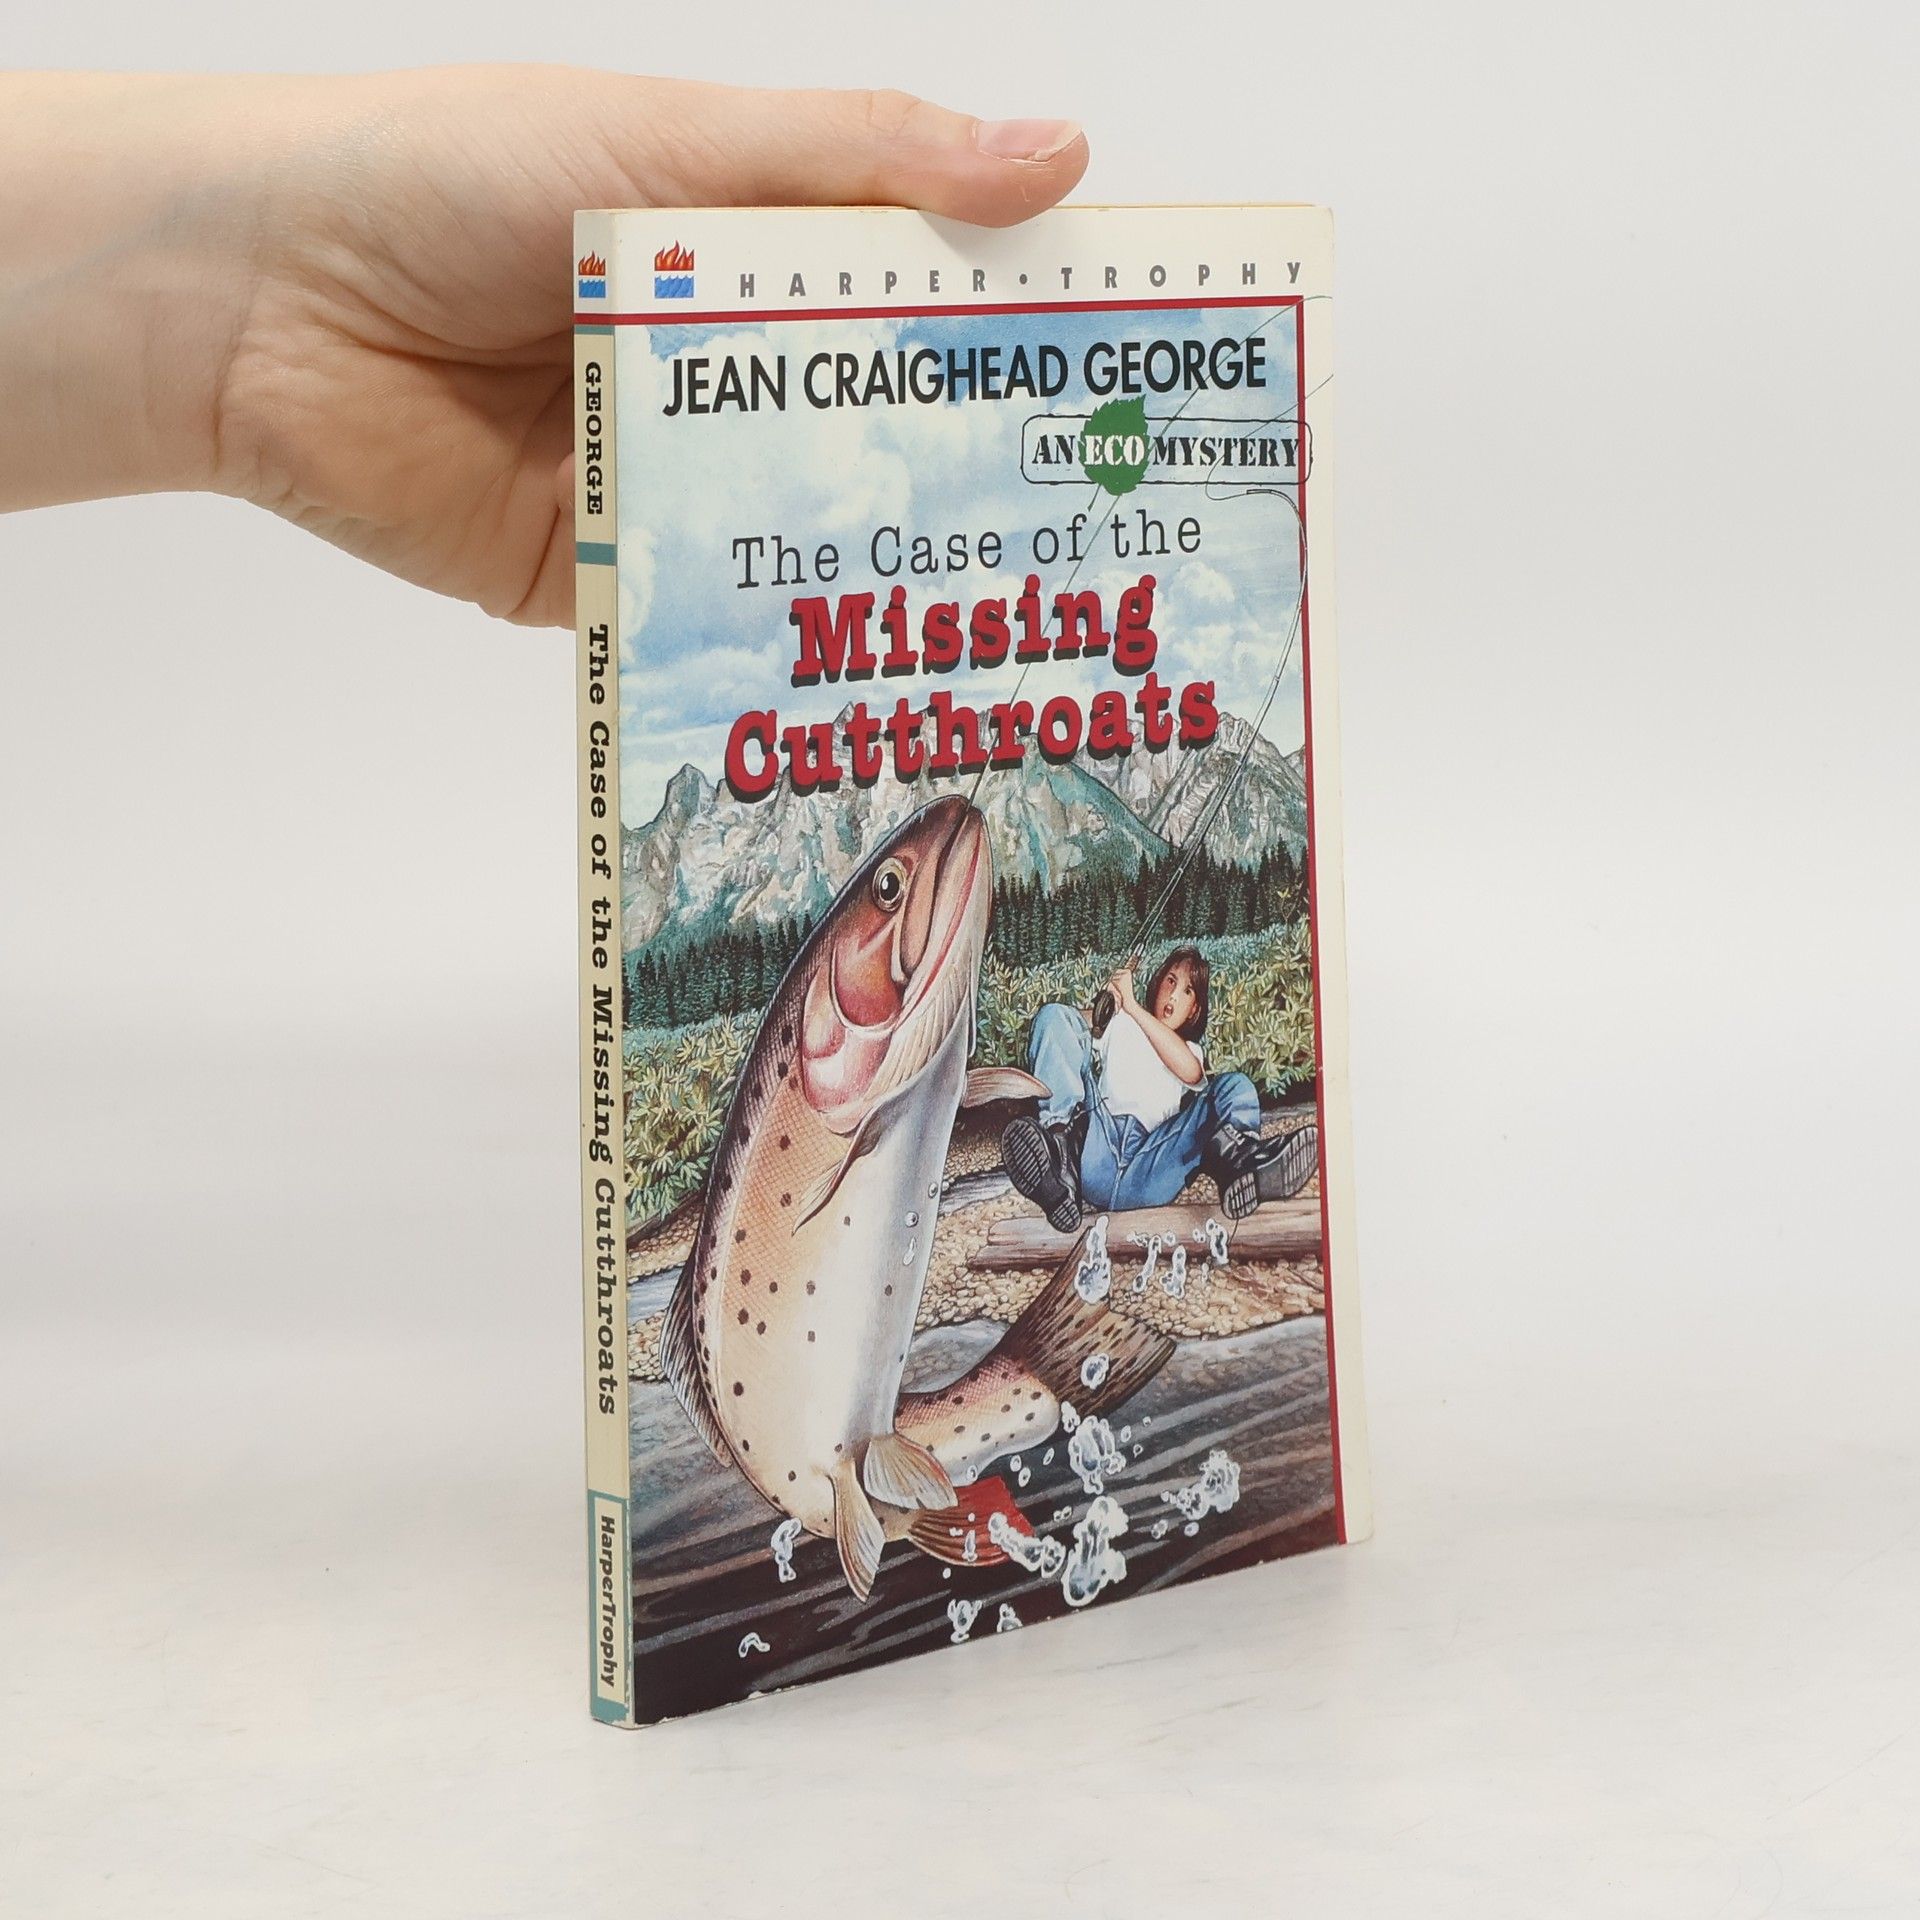 HARPER • TROPHY
JEAN CRAIGHEAD GEORGE
AN ECO MYSTERY
The Case of the
Missing
Cutthroats
GEORGE
The Case of the Missing Cutthroats
HarperTrophy